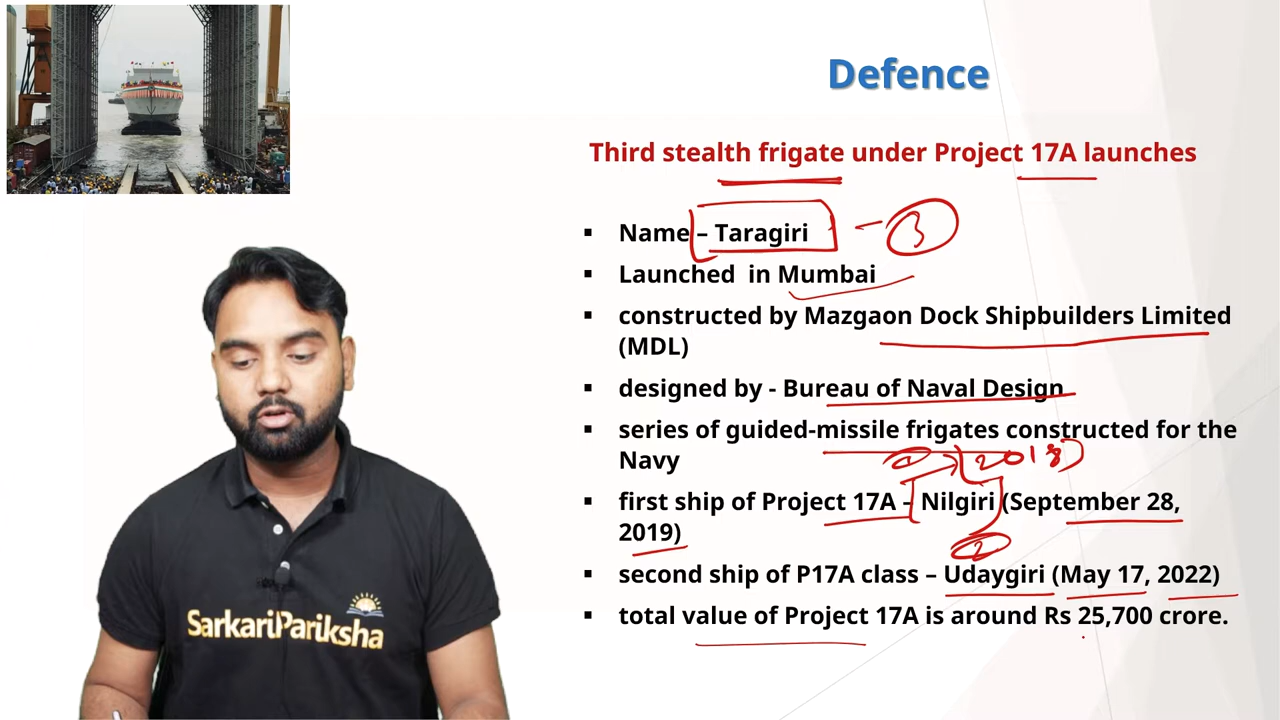 Defence
Third stealth frigate under Project 17A launches
▪ Name – Taragiri – 3
▪ Launched in Mumbai
▪ constructed by Mazgaon Dock Shipbuilders Limited
(MDL)
▪ designed by - Bureau of Naval Design
▪ series of guided-missile frigates constructed for the
Navy
▪ first ship of Project 17A – Nilgiri (September 28,
2019)
▪ second ship of P17A class – Udaygiri (May 17, 2022)
▪ total value of Project 17A is around Rs 25,700 crore.
SarkariPariksha